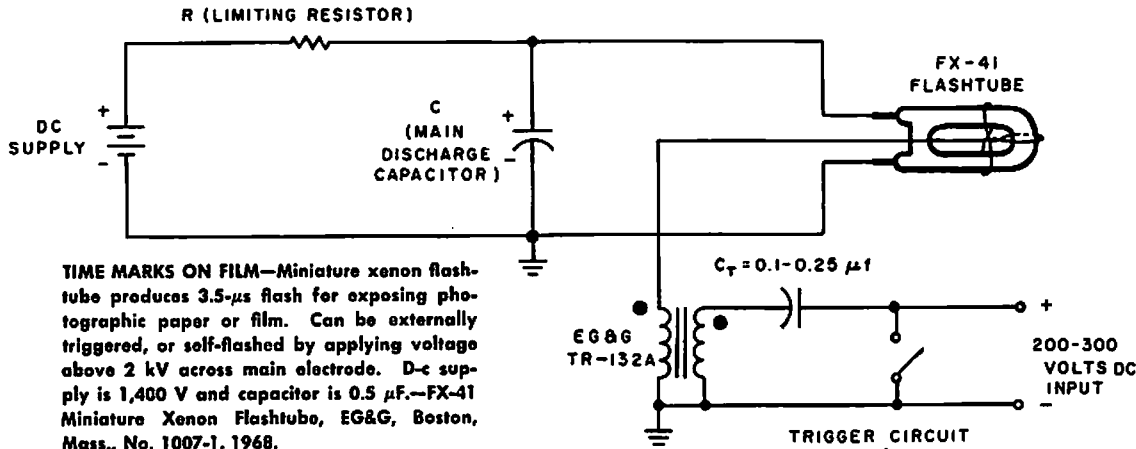 R (LIMITING RESISTOR)
FX-41
FLASHTUBE
+
DC
SUPPLY
-
C
(MAIN
DISCHARGE
CAPACITOR)
+
-
TIME MARKS ON FILM—Miniature xenon flash-
tube produces 3.5-μs flash for exposing pho-
tographic paper or film. Can be externally
triggered, or self-flashed by applying voltage
above 2 kV across main electrode. D-c sup-
ply is 1,400 V and capacitor is 0.5 μF.—FX-41
Miniature Xenon Flashtube, EG&G, Boston,
Mass., No. 1007-1, 1968.
C_T = 0.1-0.25 μf
EG&G
TR-132A
+
200-300
VOLTS DC
INPUT
-
TRIGGER CIRCUIT